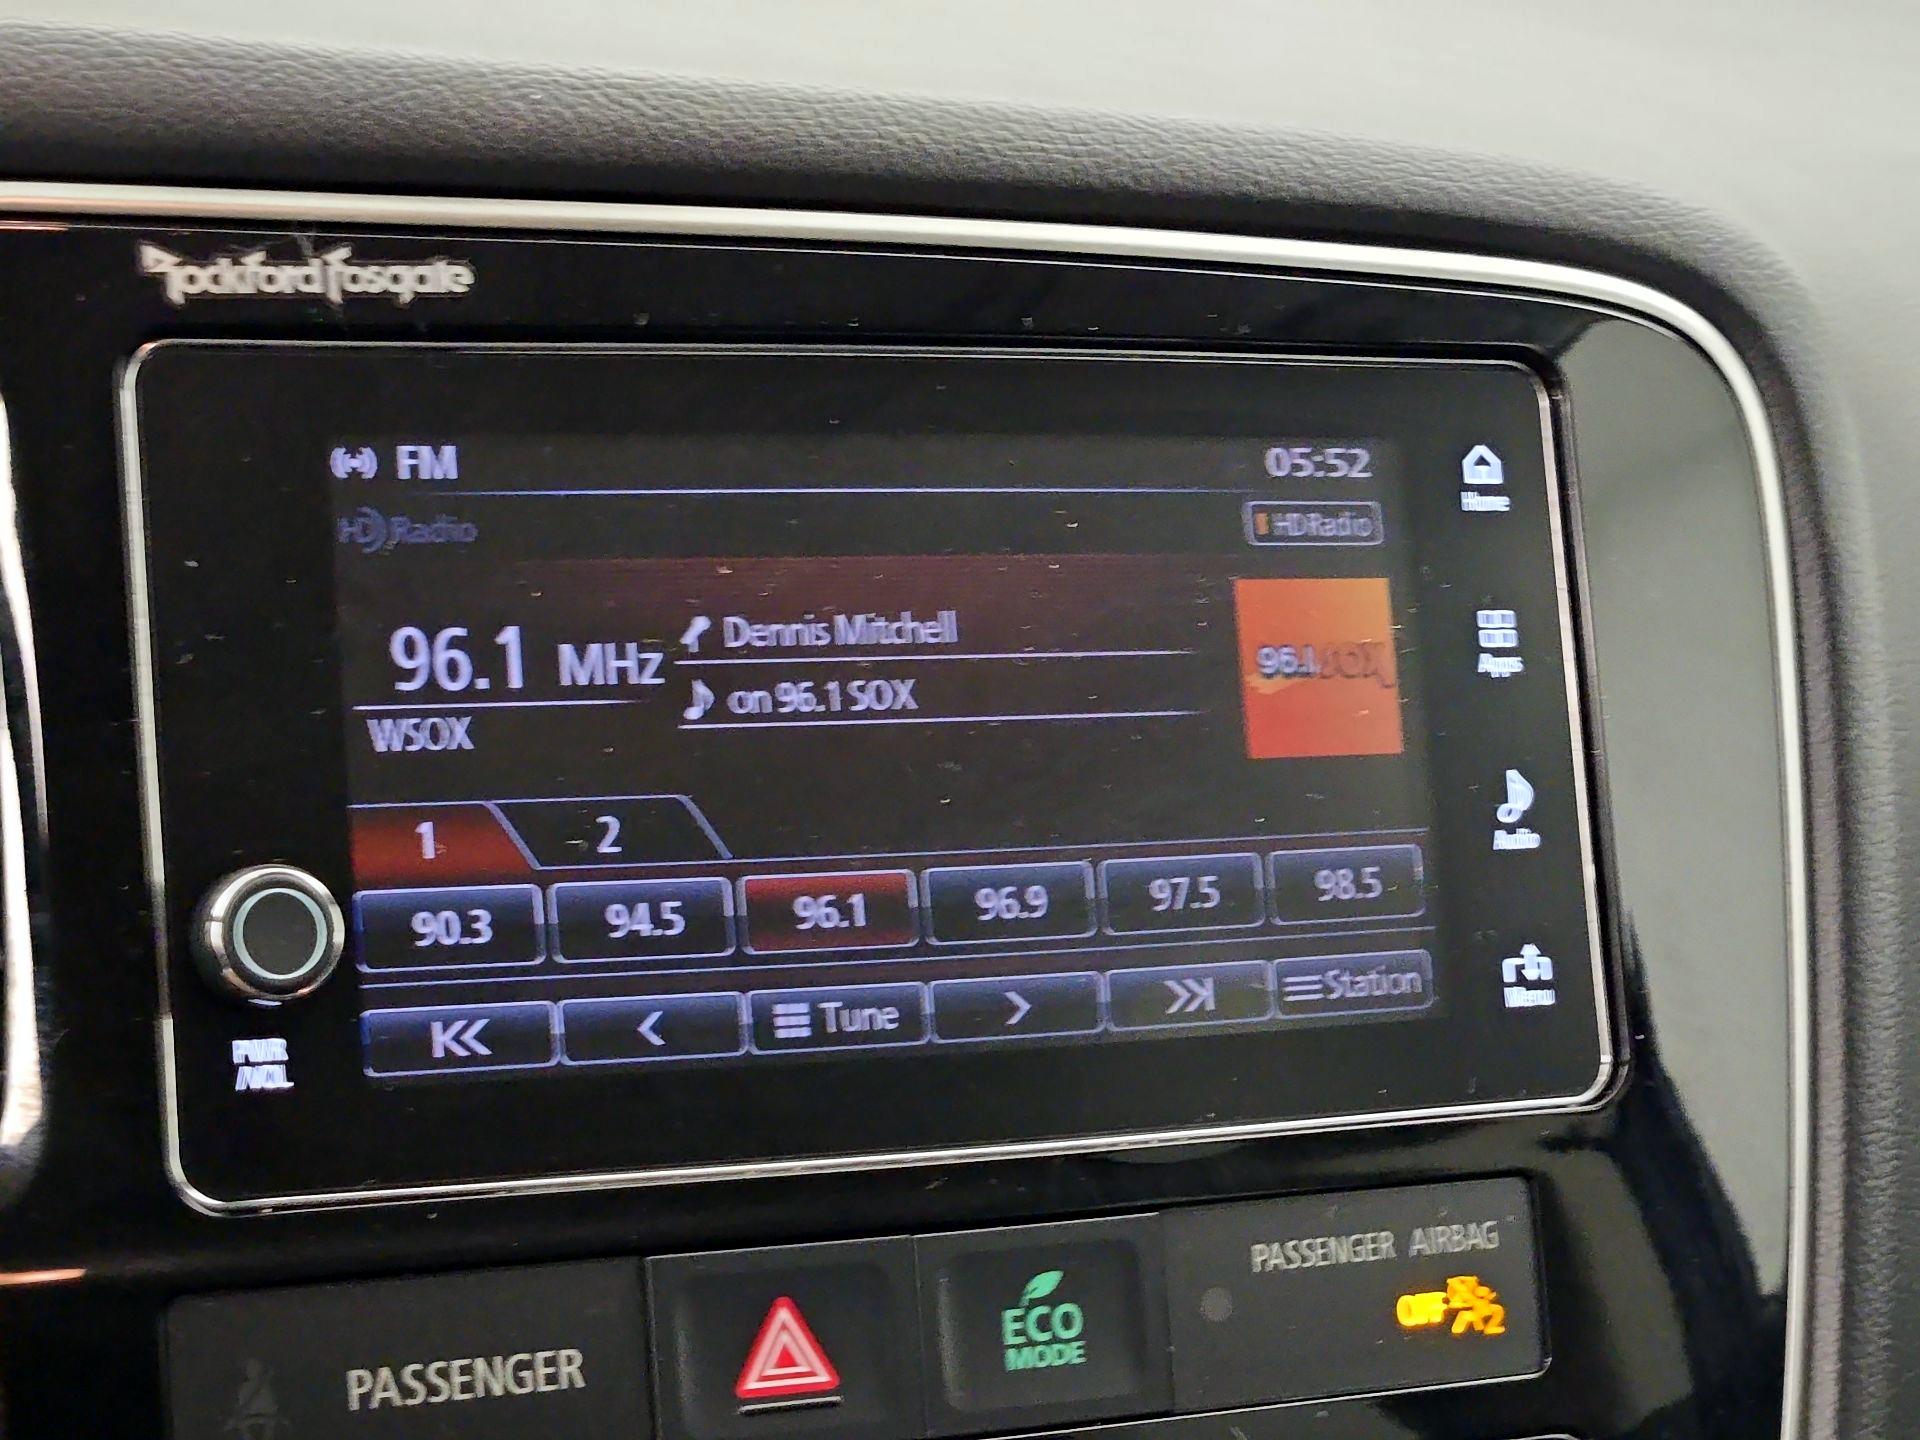 Rockford Fosgate
FM
05:52
HD Radio
HD Radio
96.1 MHz
Dennis Mitchell
on 96.1 SOX
WSOX
96.1 SOX
1
2
90.3
94.5
96.1
96.9
97.5
98.5
Tune
Station
Home
Apps
Audio
Menu
PWR
/VOL
PASSENGER
ECO
MODE
PASSENGER AIRBAG
OFF
2